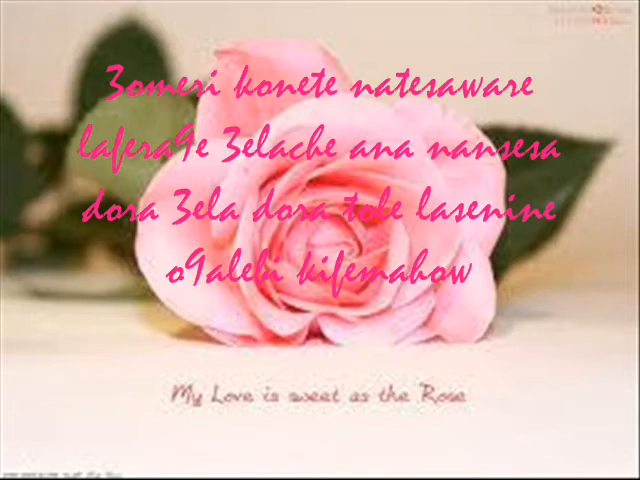 3omeri konete natesaware
lafera9e 3elache ana nansesa
dora 3ela dora tole lasenine
o9alebi kifemahow
My Love is sweet as the Rose